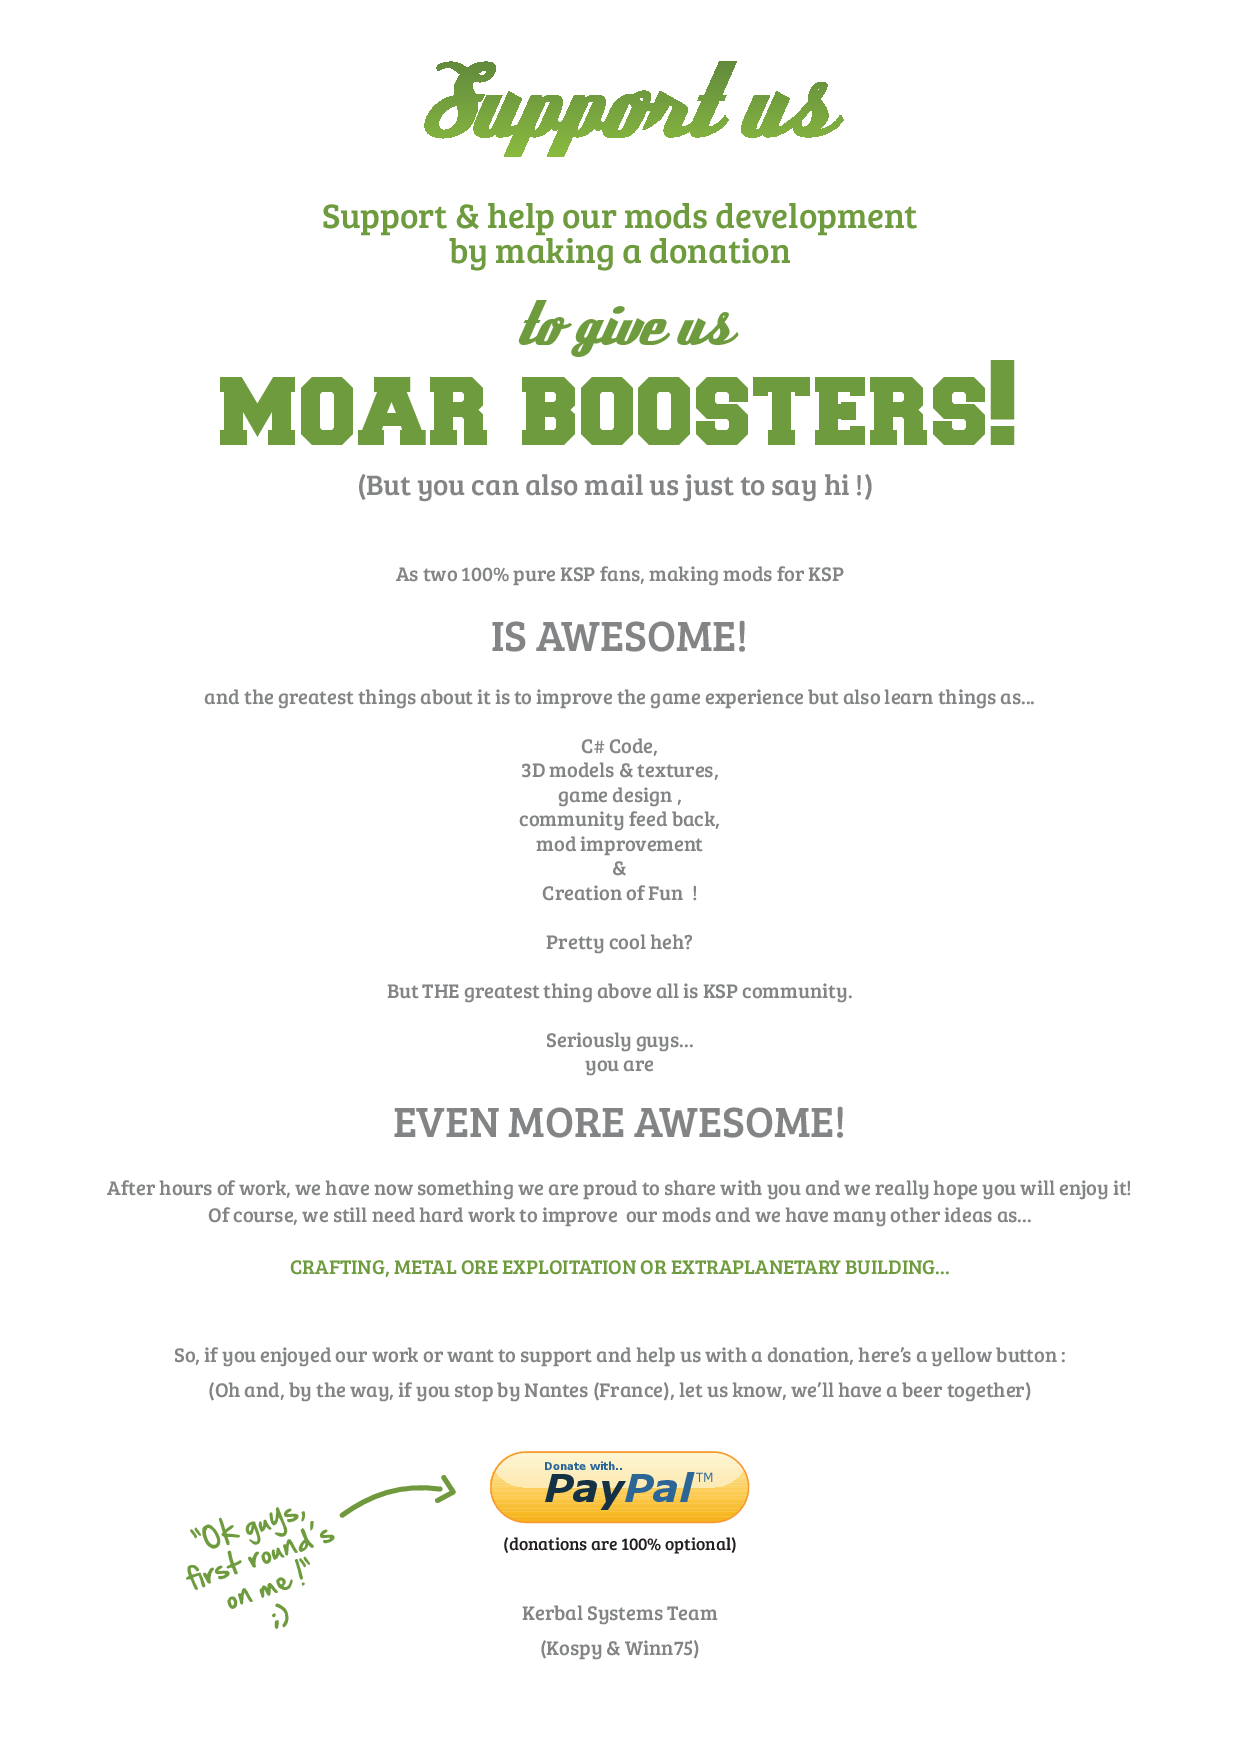 Support us
Support & help our mods development
by making a donation
to give us
MOAR BOOSTERS!
(But you can also mail us just to say hi !)
As two 100% pure KSP fans, making mods for KSP
IS AWESOME!
and the greatest things about it is to improve the game experience but also learn things as...
C# Code,
3D models & textures,
game design ,
community feed back,
mod improvement
&
Creation of Fun  !
Pretty cool heh?
But THE greatest thing above all is KSP community.
Seriously guys...
you are
EVEN MORE AWESOME!
After hours of work, we have now something we are proud to share with you and we really hope you will enjoy it!
Of course, we still need hard work to improve  our mods and we have many other ideas as...
CRAFTING, METAL ORE EXPLOITATION OR EXTRAPLANETARY BUILDING...
So, if you enjoyed our work or want to support and help us with a donation, here’s a yellow button :
(Oh and, by the way, if you stop by Nantes (France), let us know, we’ll have a beer together)
Donate with..
PayPal™
(donations are 100% optional)
"Ok guys,
first round's
on me !"
;)
Kerbal Systems Team
(Kospy & Winn75)